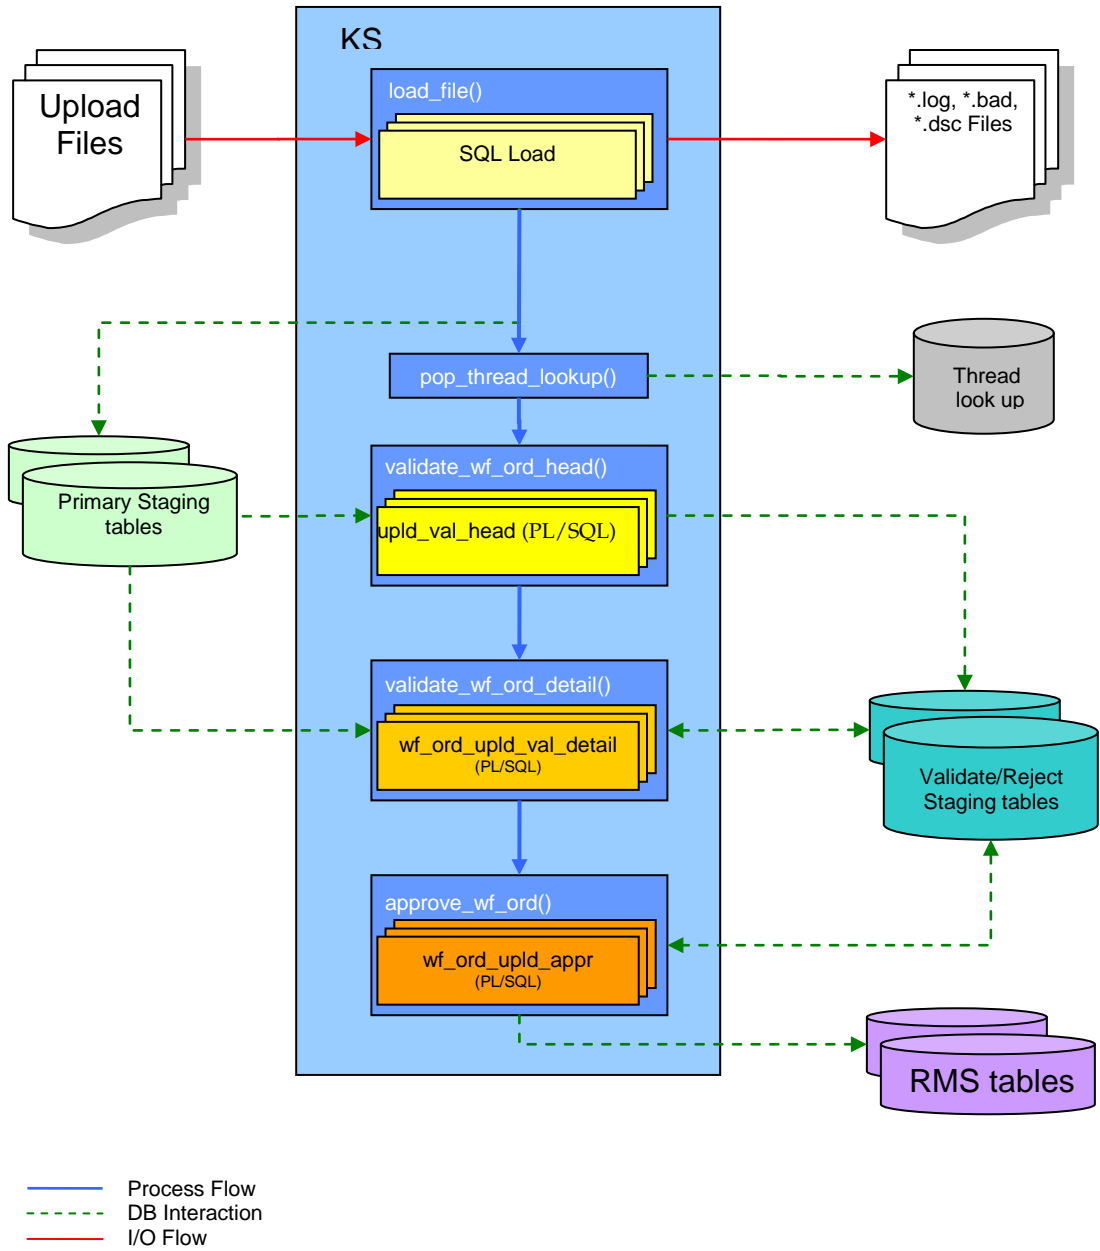 KS
load_file()
Upload
Files
SQL Load
*.log, *.bad,
*.dsc Files
pop_thread_lookup()
Thread
look up
validate_wf_ord_head()
Primary Staging
tables
upld_val_head (PL/SQL)
validate_wf_ord_detail()
wf_ord_upld_val_detail
(PL/SQL)
Validate/Reject
Staging tables
approve_wf_ord()
wf_ord_upld_appr
(PL/SQL)
RMS tables
Process Flow
DB Interaction
I/O Flow